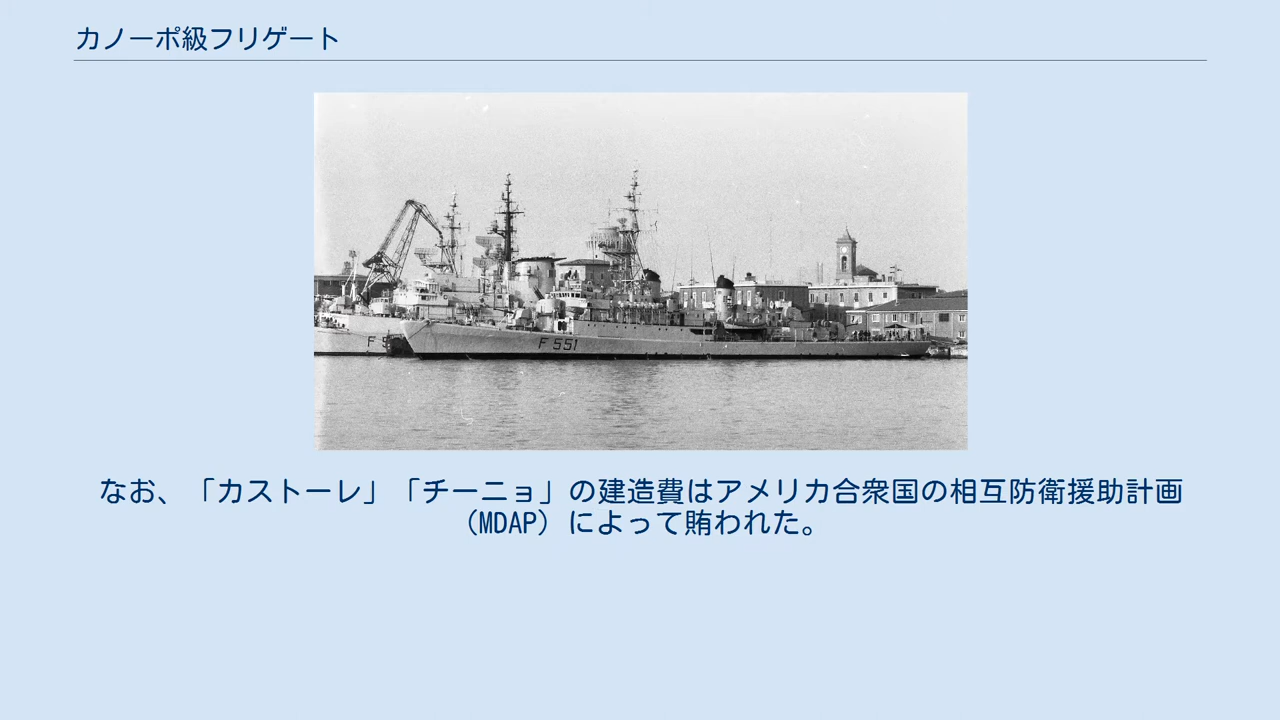 カノーポ級フリゲート
F 551
なお、「カストーレ」「チーニョ」の建造費はアメリカ合衆国の相互防衛援助計画
（MDAP）によって賄われた。